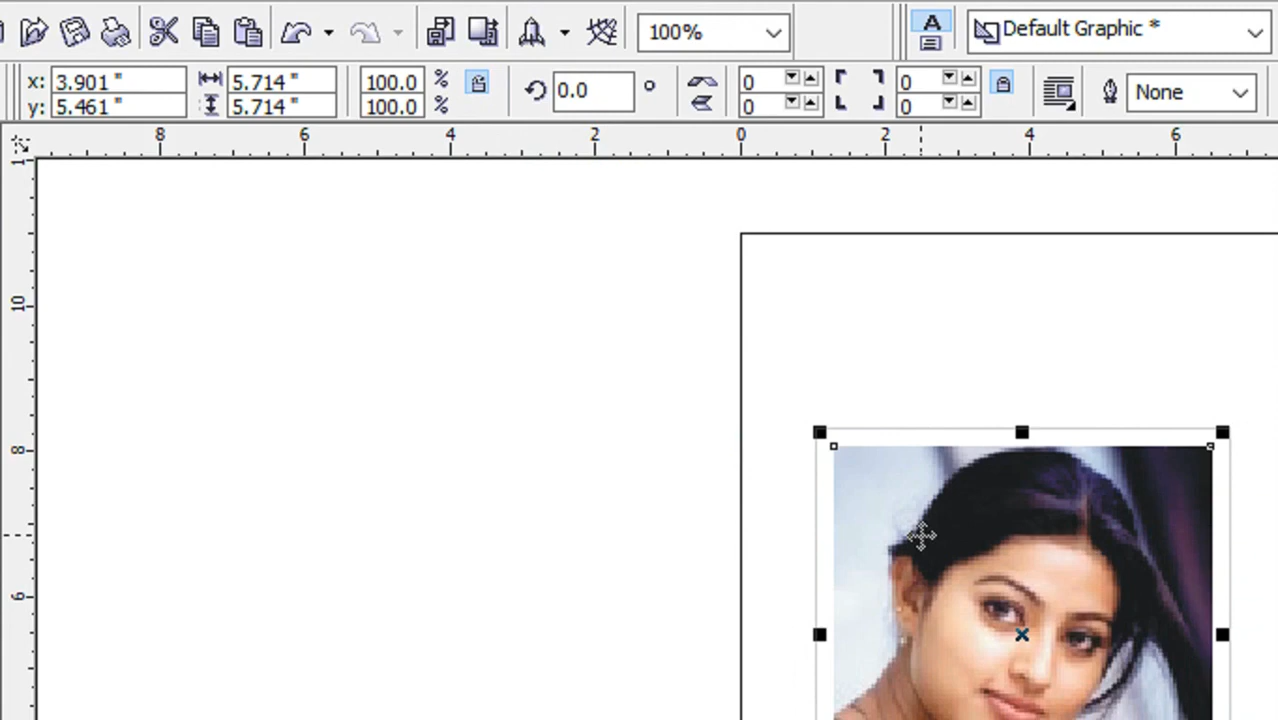 100%
A
Default Graphic *
x: 3.901 " 5.714 " 100.0 % 0.0 ° 0 0 None
y: 5.461 " 5.714 " 100.0 % 0 0
8 6 4 2 0 2 4 6
1
10
8
6